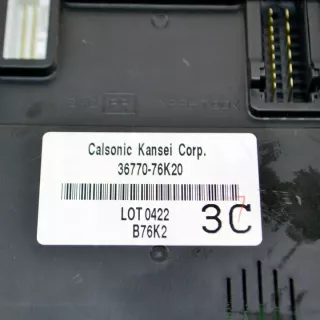 Calsonic Kansei Corp.
36770-76K20
LOT 0422
3C
B76K2